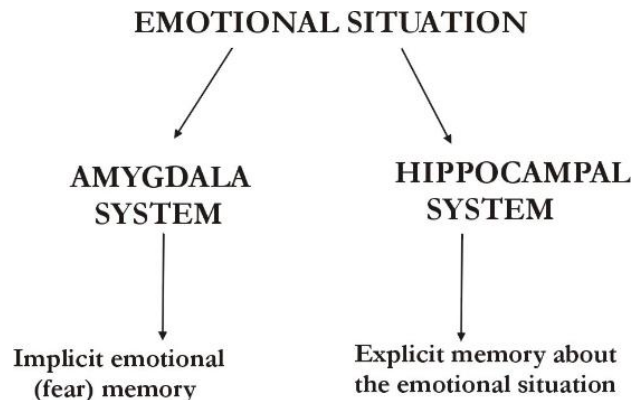 EMOTIONAL SITUATION
AMYGDALA
SYSTEM
HIPPOCAMPAL
SYSTEM
Implicit emotional
(fear) memory
Explicit memory about
the emotional situation